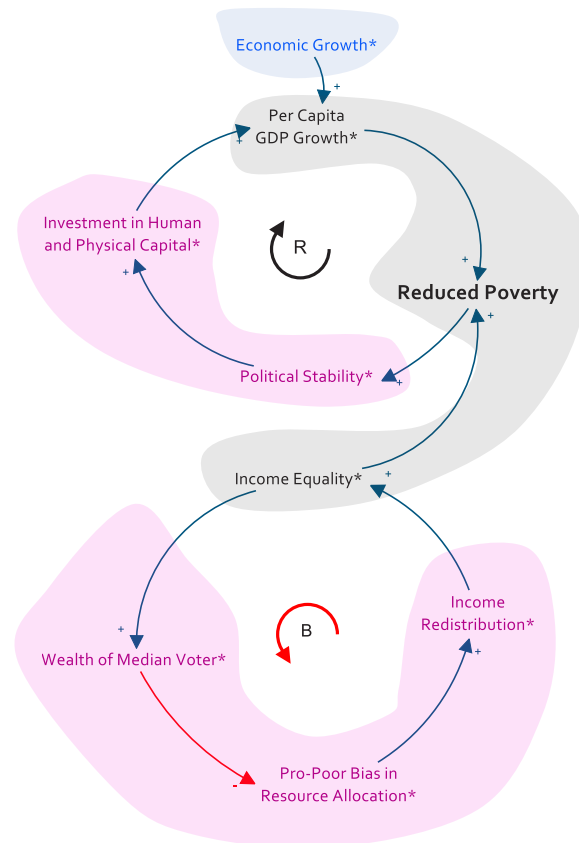 Economic Growth*
+
Per Capita
GDP Growth*
+
Investment in Human
and Physical Capital*
+
R
+
Reduced Poverty
+
Political Stability*
+
Income Equality*
+
+
Wealth of Median Voter*
B
Income
Redistribution*
+
-
Pro-Poor Bias in
Resource Allocation*